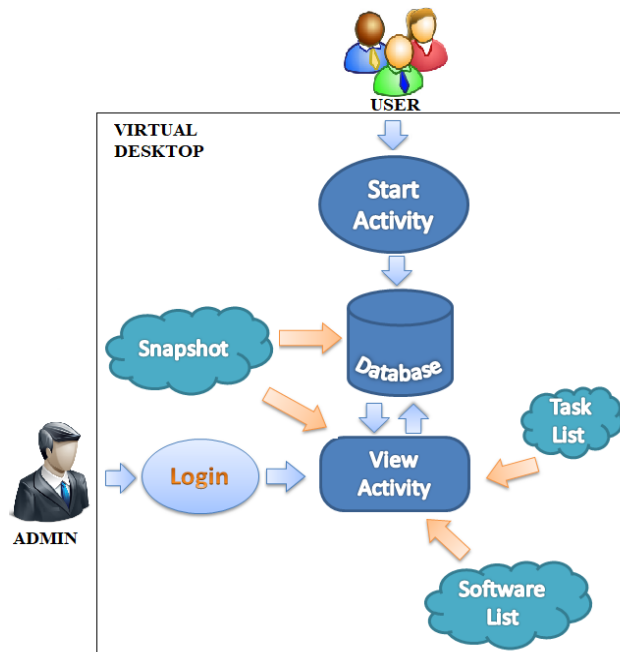 USER
VIRTUAL
DESKTOP
Start
Activity
Snapshot
Database
Task
List
View
Activity
Login
ADMIN
Software
List